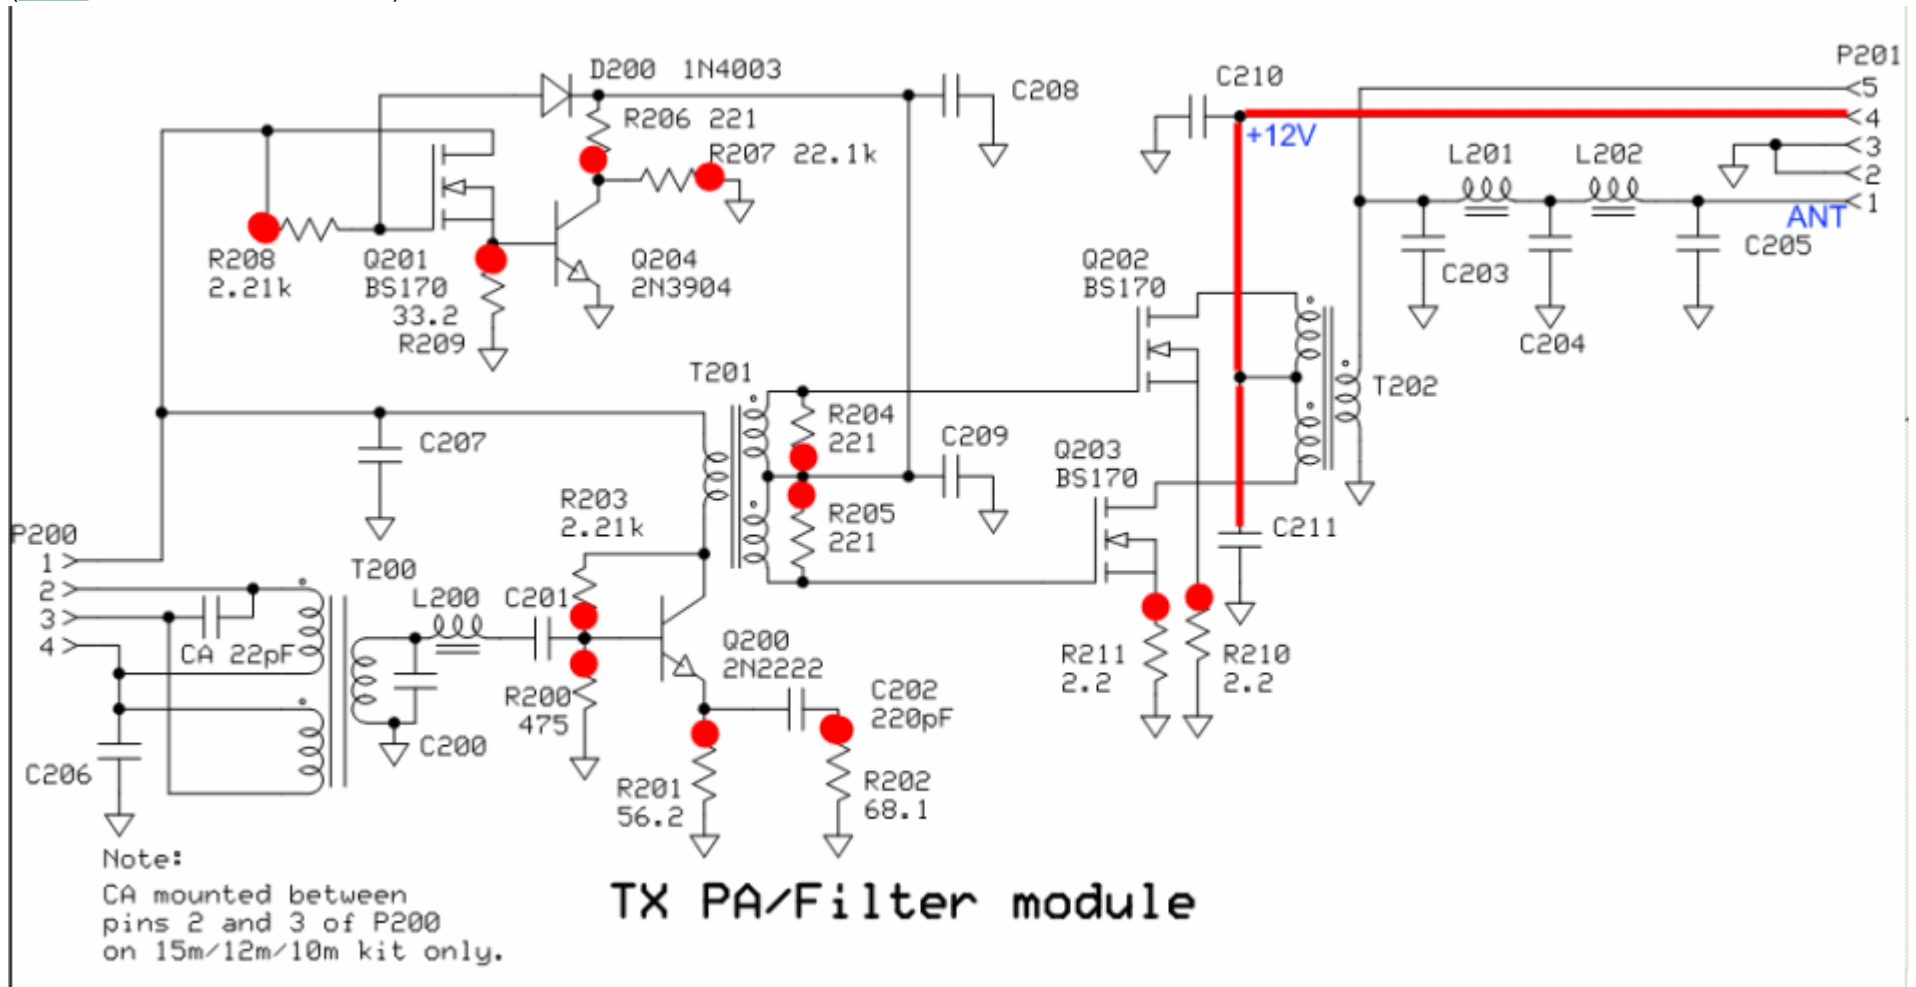 D200 1N4003
C208
R206 221
R207 22.1k
R208
2.21k
Q201
BS170
33.2
R209
Q204
2N3904
C210
+12V
P201
5
4
3
2
1
ANT
L201
L202
C203
C204
C205
Q202
BS170
T202
T201
R204
221
C209
R205
221
Q203
BS170
C211
C207
R203
2.21k
P200
1
2
3
4
T200
L200
C201
CA 22pF
Q200
2N2222
R200
475
C202
220pF
R211
2.2
R210
2.2
C206
C200
R201
56.2
R202
68.1
Note:
CA mounted between
pins 2 and 3 of P200
on 15m/12m/10m kit only.
TX PA/Filter module